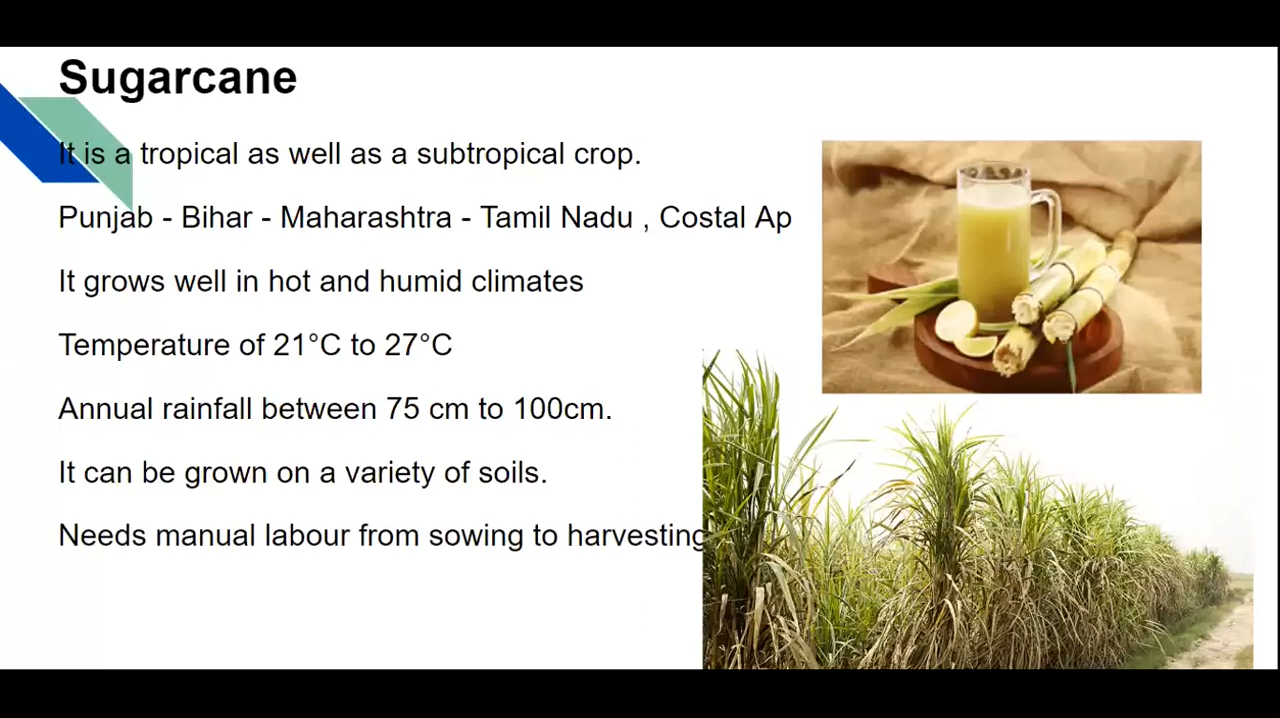 Sugarcane
It is a tropical as well as a subtropical crop.
Punjab - Bihar - Maharashtra - Tamil Nadu , Costal Ap
It grows well in hot and humid climates
Temperature of 21°C to 27°C
Annual rainfall between 75 cm to 100cm.
It can be grown on a variety of soils.
Needs manual labour from sowing to harvesting